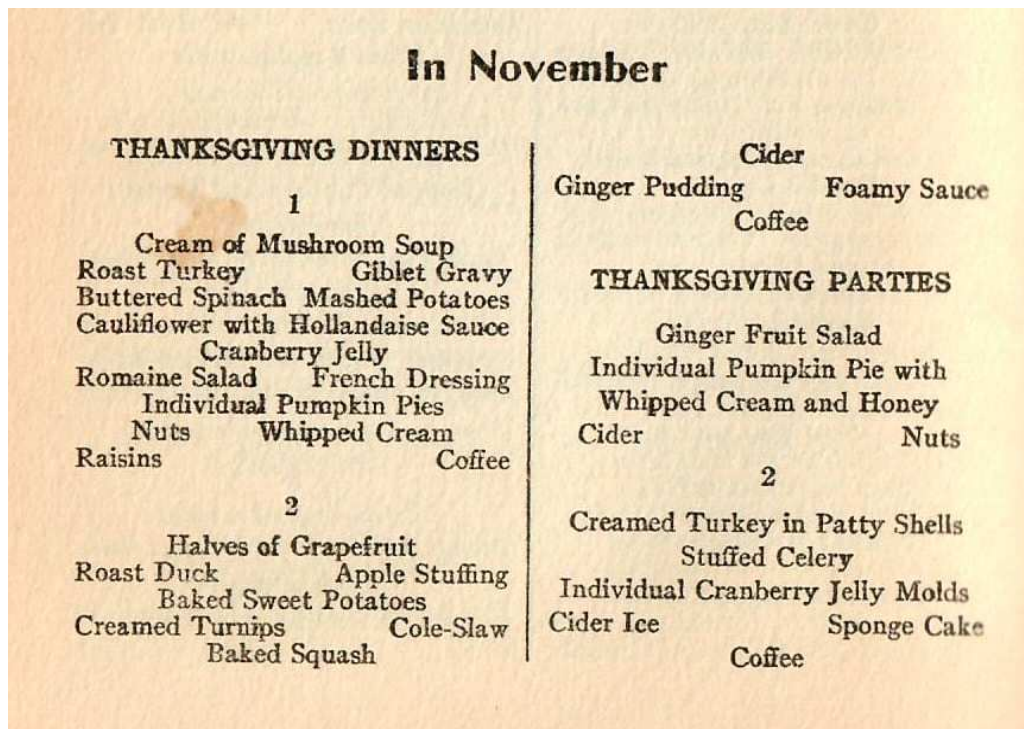 In November
THANKSGIVING DINNERS
1
Cream of Mushroom Soup
Roast Turkey Giblet Gravy
Buttered Spinach Mashed Potatoes
Cauliflower with Hollandaise Sauce
Cranberry Jelly
Romaine Salad French Dressing
Individual Pumpkin Pies
Nuts Whipped Cream
Raisins Coffee
2
Halves of Grapefruit
Roast Duck Apple Stuffing
Baked Sweet Potatoes
Creamed Turnips Cole-Slaw
Baked Squash
Cider
Ginger Pudding Foamy Sauce
Coffee
THANKSGIVING PARTIES
Ginger Fruit Salad
Individual Pumpkin Pie with
Whipped Cream and Honey
Cider Nuts
2
Creamed Turkey in Patty Shells
Stuffed Celery
Individual Cranberry Jelly Molds
Cider Ice Sponge Cake
Coffee